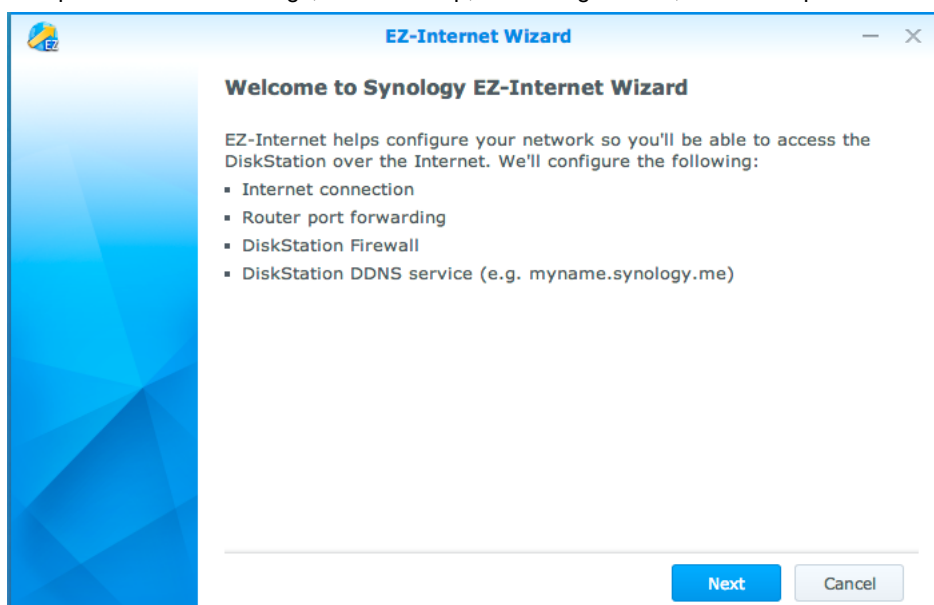 EZ-Internet Wizard
EZ
Welcome to Synology EZ-Internet Wizard
EZ-Internet helps configure your network so you'll be able to access the
DiskStation over the Internet. We'll configure the following:
▪ Internet connection
▪ Router port forwarding
▪ DiskStation Firewall
▪ DiskStation DDNS service (e.g. myname.synology.me)
Next
Cancel